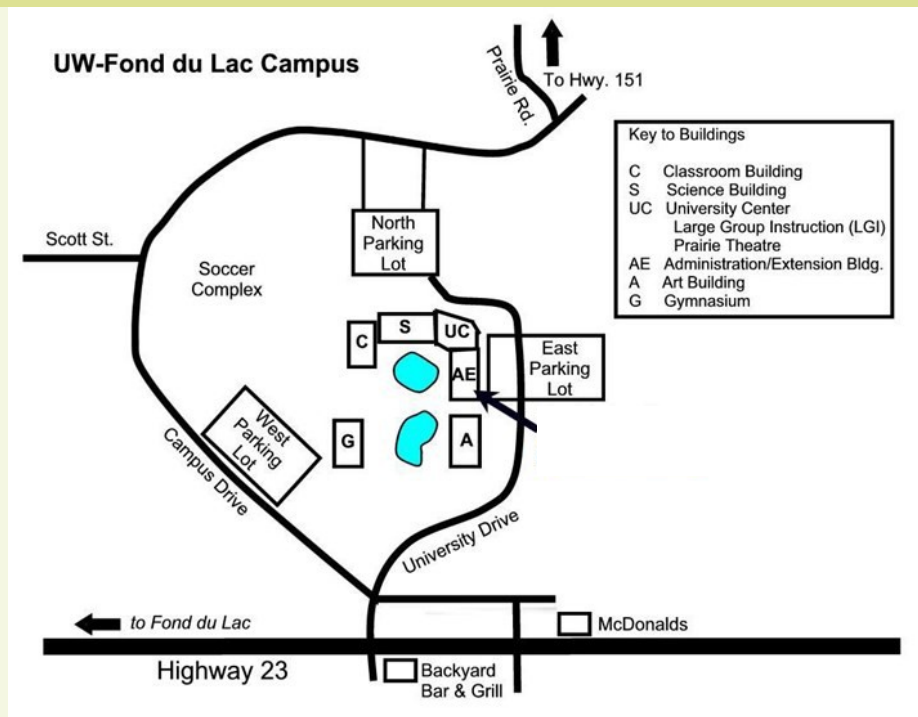 UW-Fond du Lac Campus
Prairie Rd.
To Hwy. 151
Key to Buildings
C Classroom Building
S Science Building
UC University Center
Large Group Instruction (LGI)
Prairie Theatre
AE Administration/Extension Bldg.
A Art Building
G Gymnasium
Scott St.
North
Parking
Lot
Soccer
Complex
C
S
UC
AE
East
Parking
Lot
West
Parking
Lot
G
A
Campus Drive
University Drive
to Fond du Lac
McDonalds
Highway 23
Backyard
Bar & Grill